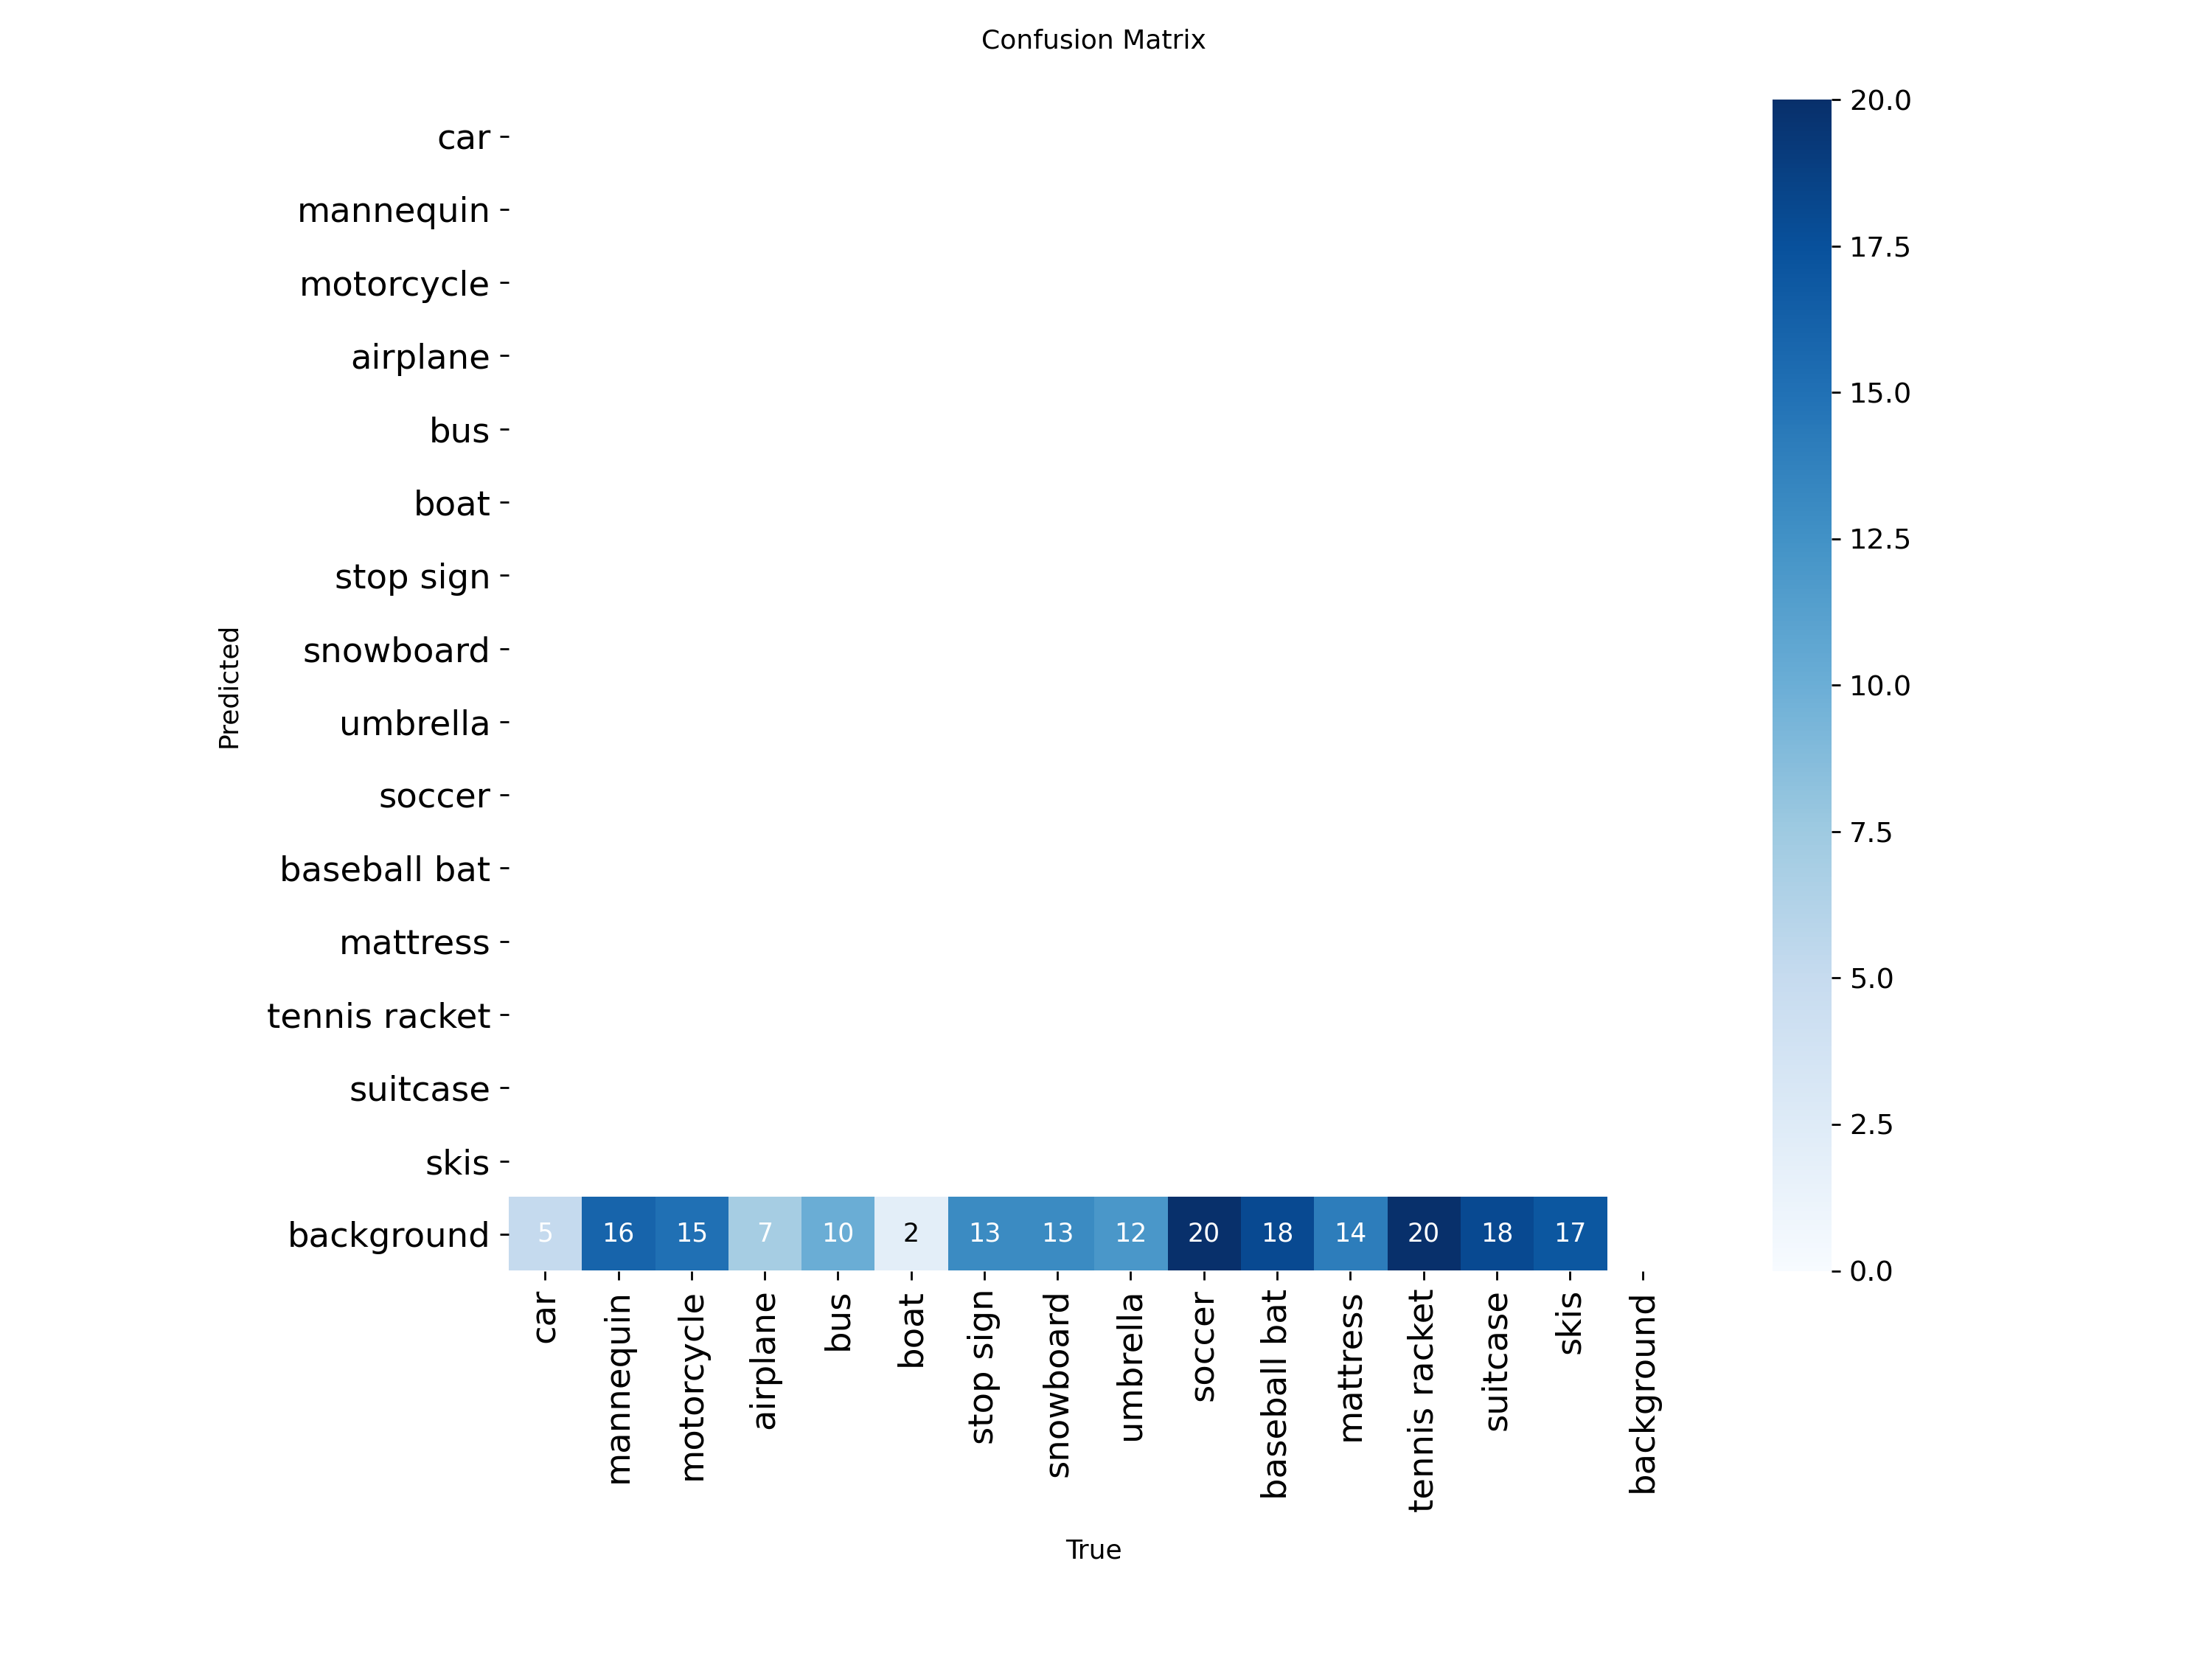 Confusion Matrix
car
mannequin
motorcycle
airplane
bus
boat
stop sign
snowboard
umbrella
soccer
baseball bat
mattress
tennis racket
suitcase
skis
background
Predicted
5 16 15 7 10 2 13 13 12 20 18 14 20 18 17
car
mannequin
motorcycle
airplane
bus
boat
stop sign
snowboard
umbrella
soccer
baseball bat
mattress
tennis racket
suitcase
skis
background
True
20.0
17.5
15.0
12.5
10.0
7.5
5.0
2.5
0.0